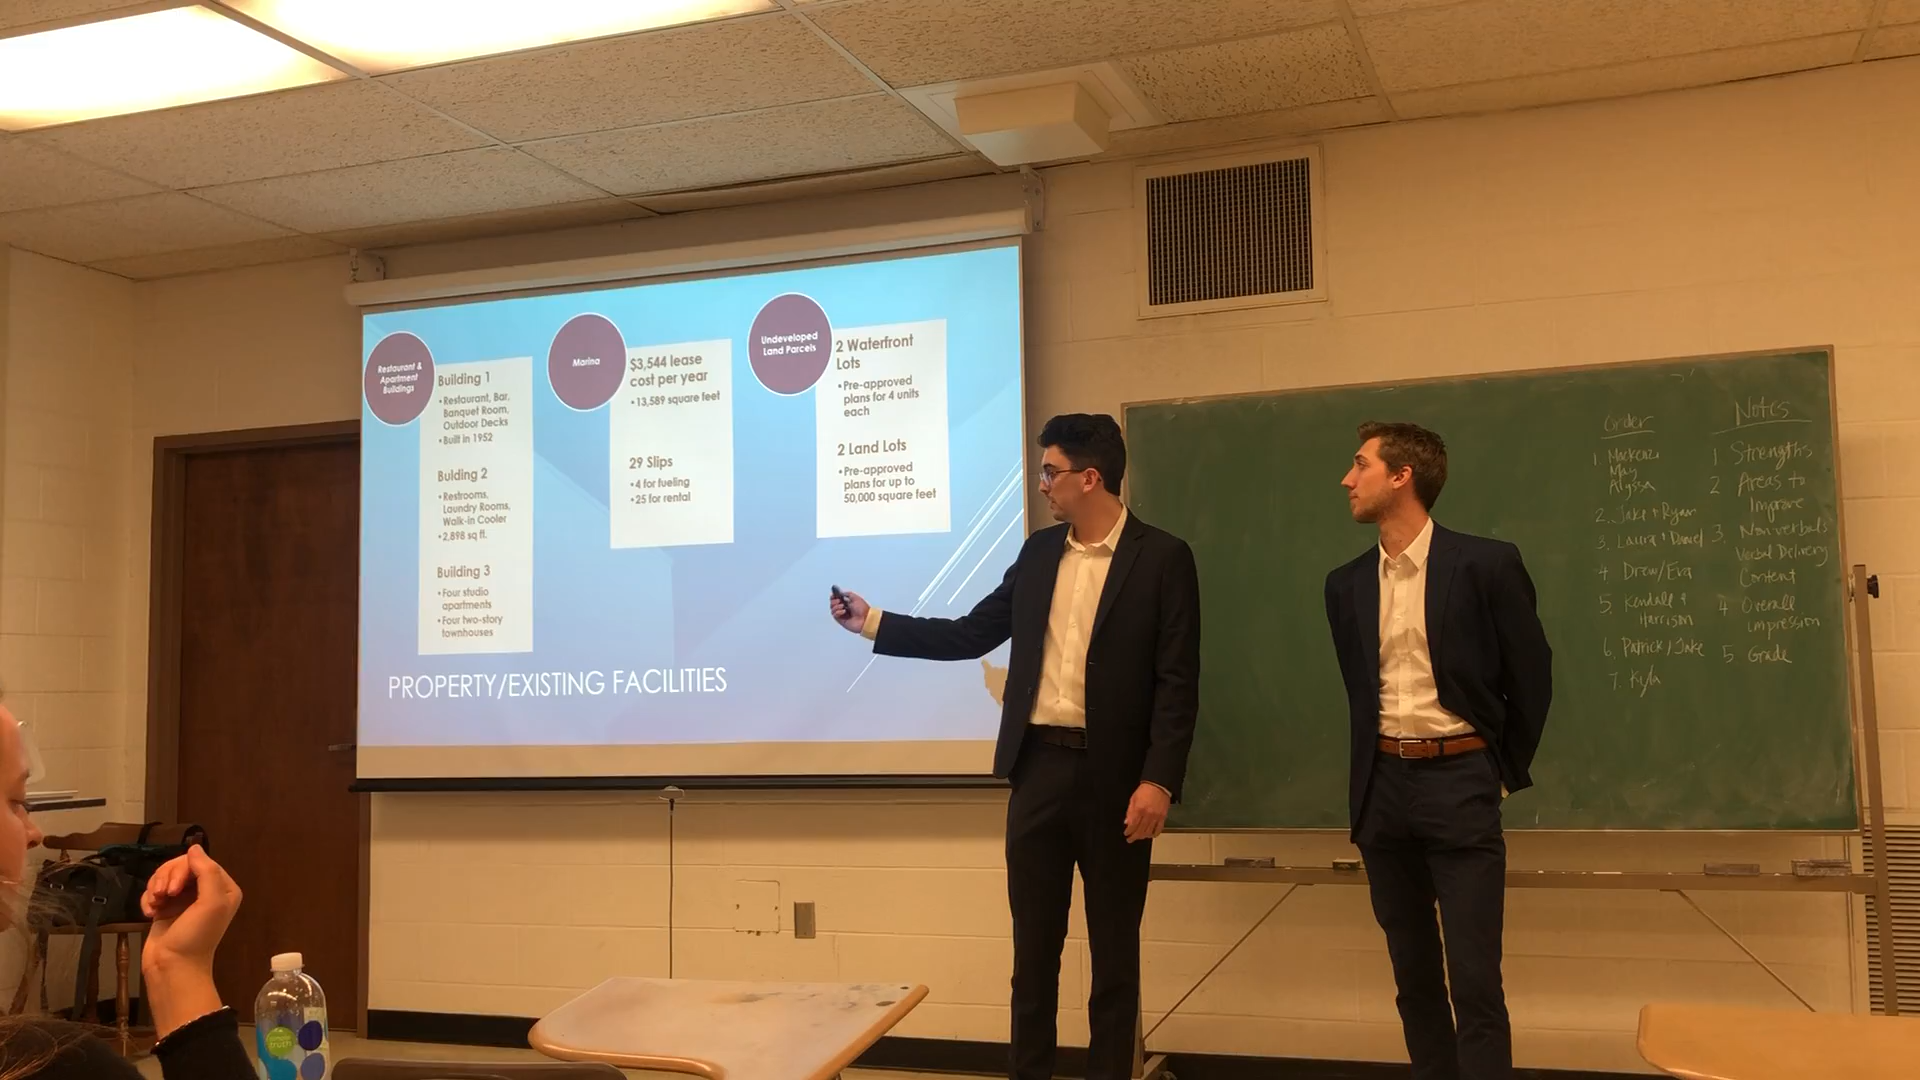 Restaurant &
Apartment
Buildings
Building 1
• Restaurant, Bar,
Banquet Room,
Outdoor Decks
• Built in 1952
Building 2
• Restrooms,
Laundry Rooms,
Walk-in Cooler
• 2,898 sq ft.
Building 3
• Four studio
apartments
• Four two-story
townhouses
Marina
$3,544 lease
cost per year
• 13,589 square feet
29 Slips
• 4 for fueling
• 25 for rental
Undeveloped
Land Parcels
2 Waterfront
Lots
• Pre-approved
plans for 4 units
each
2 Land Lots
• Pre-approved
plans for up to
50,000 square feet
PROPERTY/EXISTING FACILITIES
Order
1. Mackenzi
May
Alyssa
2. Jake + Ryan
3. Laura + Daniel
4 Drew/Eva
5. Kendall +
Harrison
6. Patrick/Jake
7. Kyla
Notes
1 Strengths
2 Areas to
Improve
3. Nonverbals
Verbal Delivery
Content
4 Overall
impression
5 Grade
simple
truth